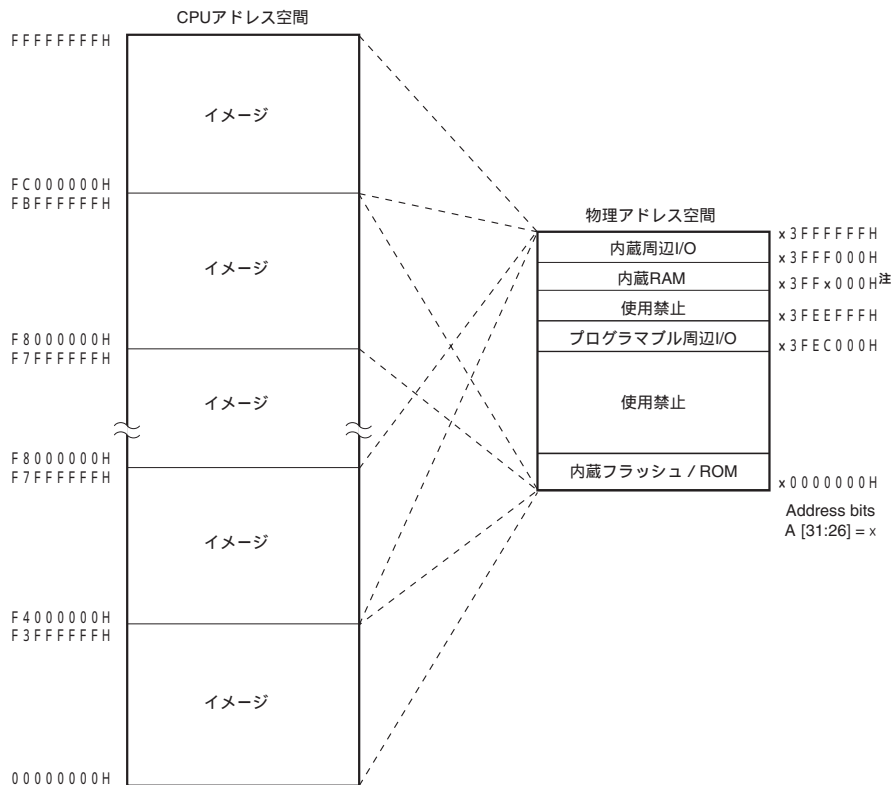 CPUアドレス空間
FFFFFFFFH
イメージ
FC000000H
FBFFFFFFH
イメージ
F8000000H
F7FFFFFFH
イメージ
F8000000H
F7FFFFFFH
イメージ
F4000000H
F3FFFFFFH
イメージ
00000000H
物理アドレス空間
内蔵周辺I/O
内蔵RAM
使用禁止
プログラマブル周辺I/O
使用禁止
内蔵フラッシュ / ROM
x3FFFFFFH
x3FFF000H
x3FFx000H注
x3FEEFFFH
x3FEC000H
x0000000H
Address bits
A [31:26] = x